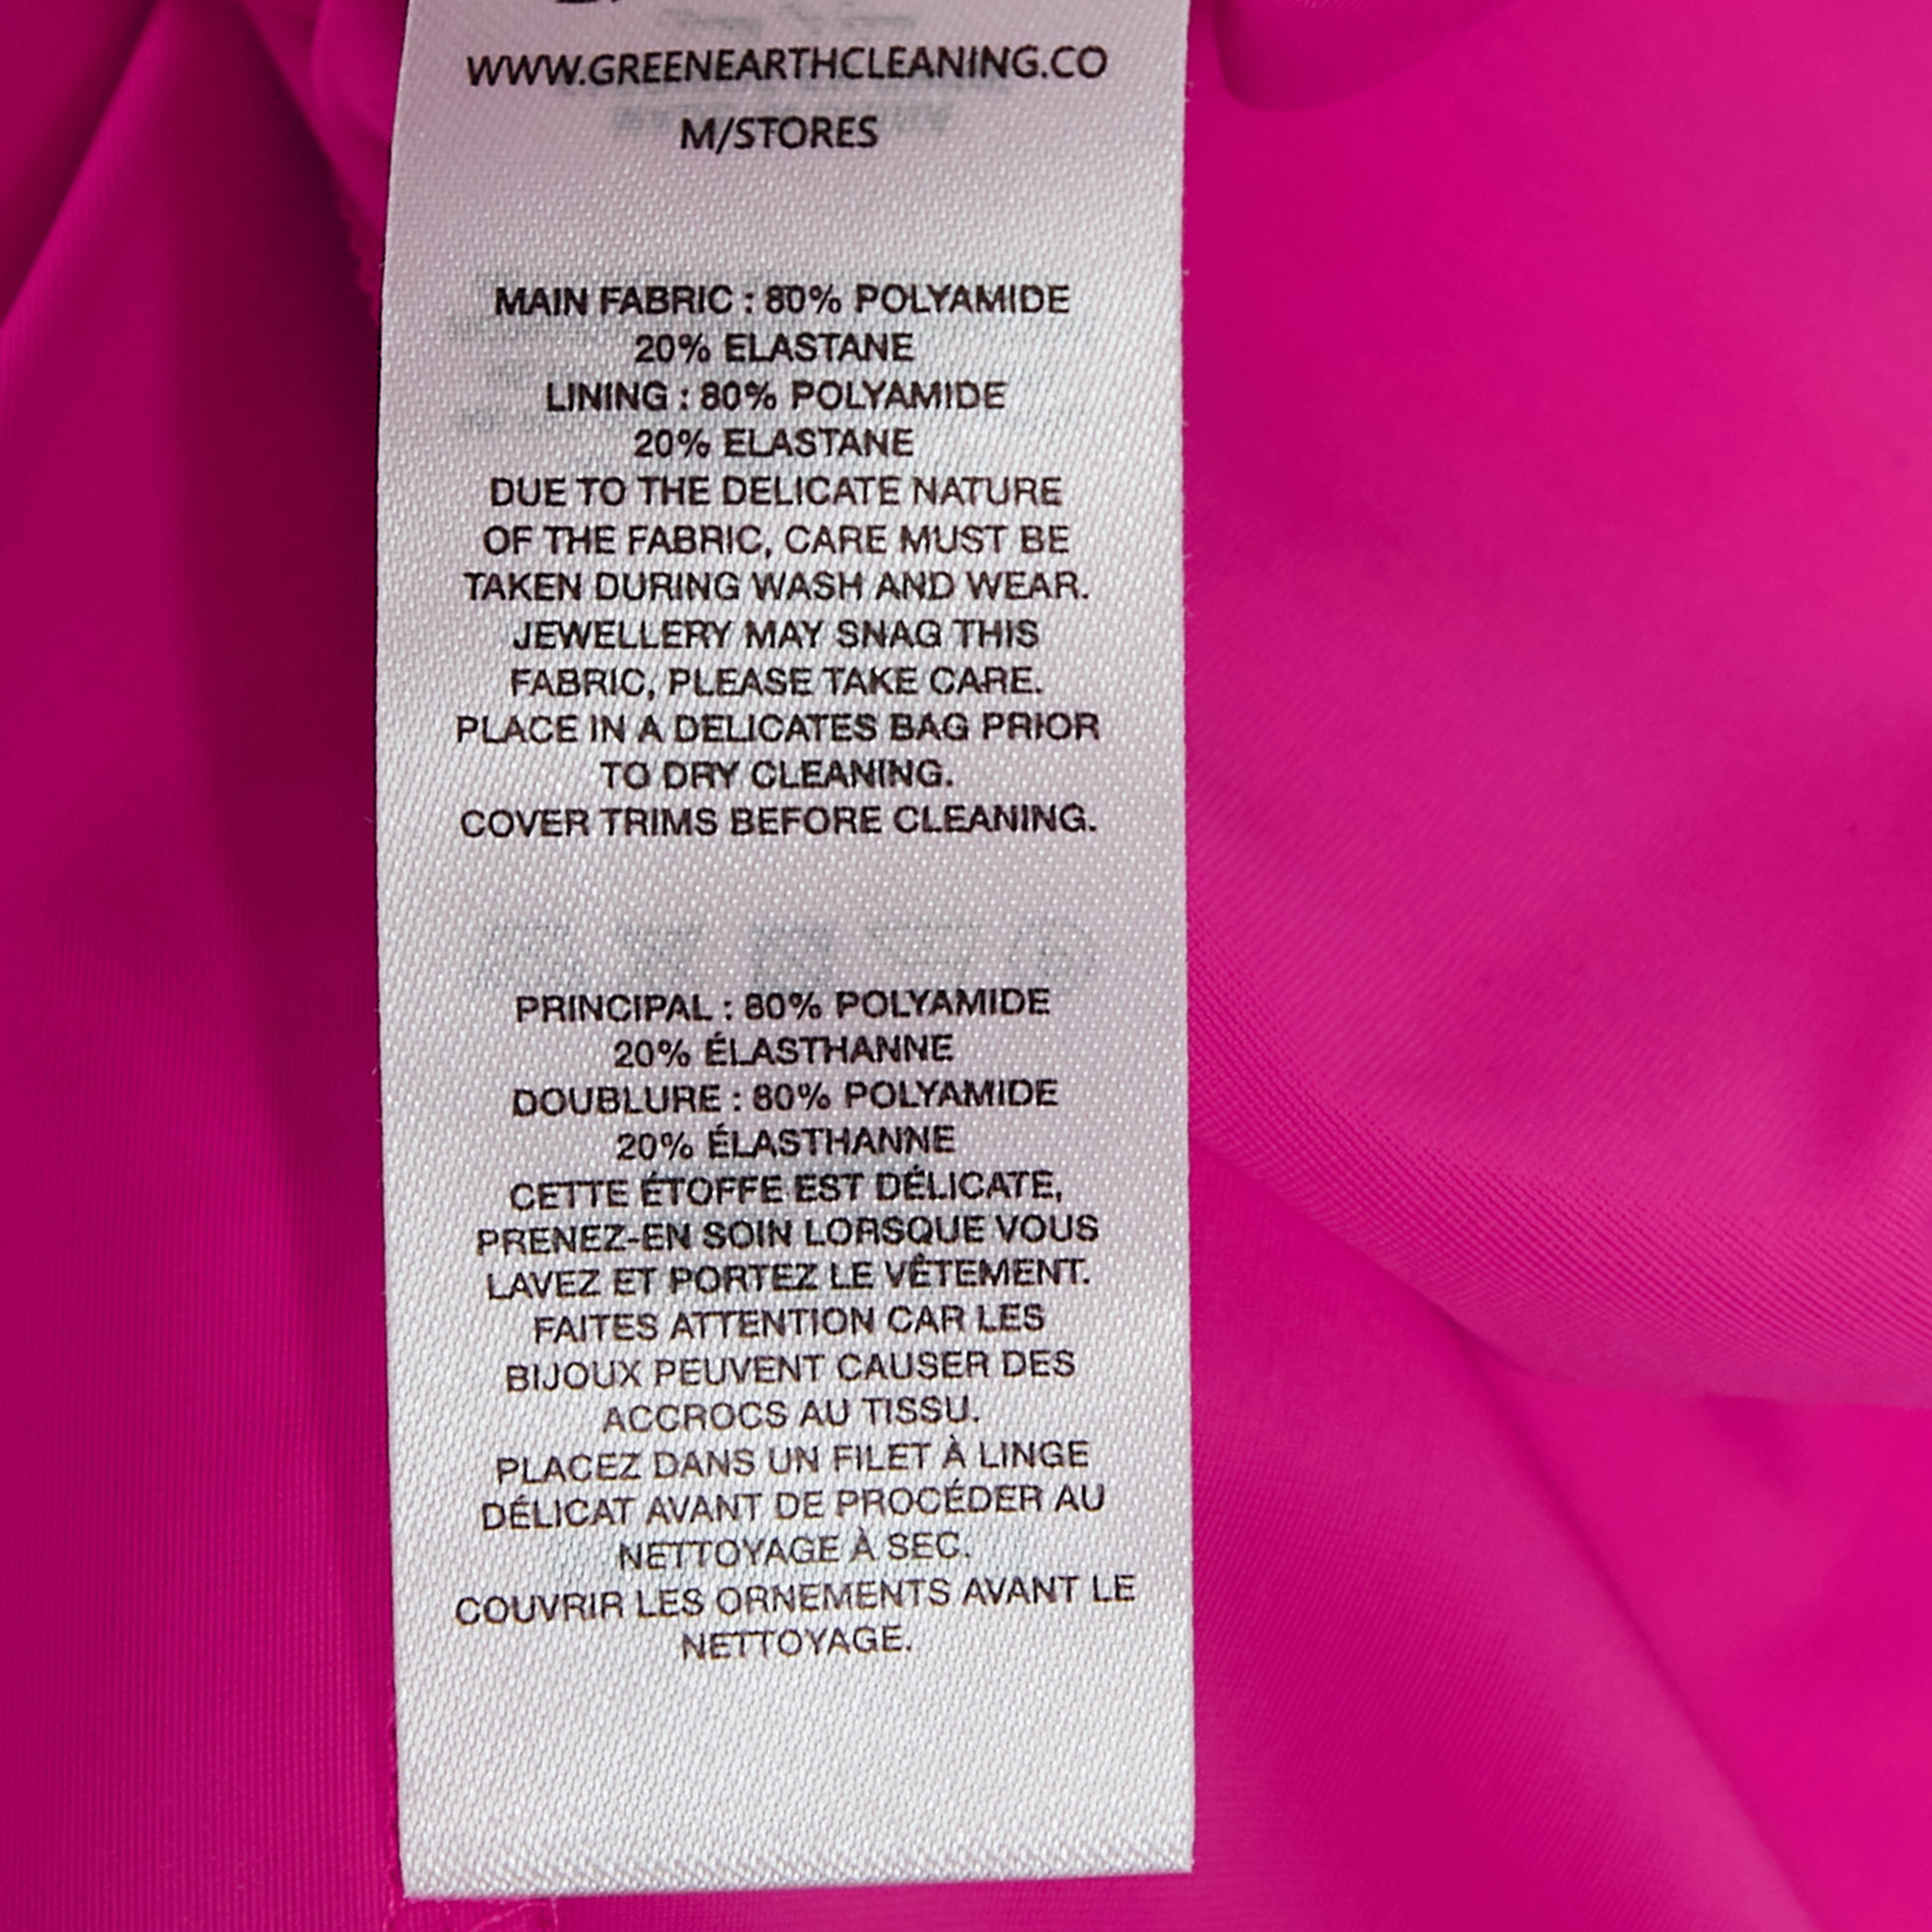 WWW.GREENEARTHCLEANING.CO
M/STORES
MAIN FABRIC : 80% POLYAMIDE
20% ELASTANE
LINING : 80% POLYAMIDE
20% ELASTANE
DUE TO THE DELICATE NATURE
OF THE FABRIC, CARE MUST BE
TAKEN DURING WASH AND WEAR.
JEWELLERY MAY SNAG THIS
FABRIC, PLEASE TAKE CARE.
PLACE IN A DELICATES BAG PRIOR
TO DRY CLEANING.
COVER TRIMS BEFORE CLEANING.
PRINCIPAL : 80% POLYAMIDE
20% ÉLASTHANNE
DOUBLURE : 80% POLYAMIDE
20% ÉLASTHANNE
CETTE ÉTOFFE EST DÉLICATE,
PRENEZ-EN SOIN LORSQUE VOUS
LAVEZ ET PORTEZ LE VÊTEMENT.
FAITES ATTENTION CAR LES
BIJOUX PEUVENT CAUSER DES
ACCROCS AU TISSU.
PLACEZ DANS UN FILET À LINGE
DÉLICAT AVANT DE PROCÉDER AU
NETTOYAGE À SEC.
COUVRIR LES ORNEMENTS AVANT LE
NETTOYAGE.